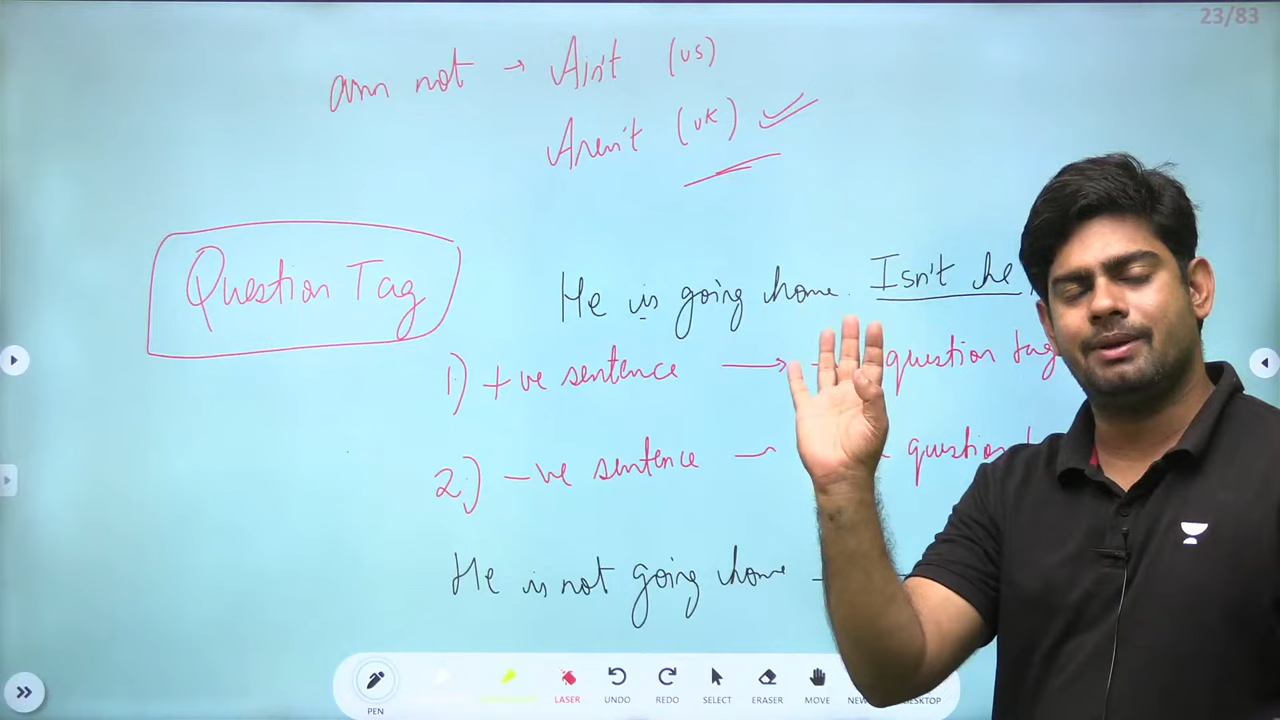 23/83
am not → Ain't (US)
Aren't (UK)
Question Tag
He is going home. Isn't he
1) +ve sentence → question tag
2) -ve sentence question
He is not going home
PEN
LASER
UNDO
REDO
SELECT
ERASER
MOVE